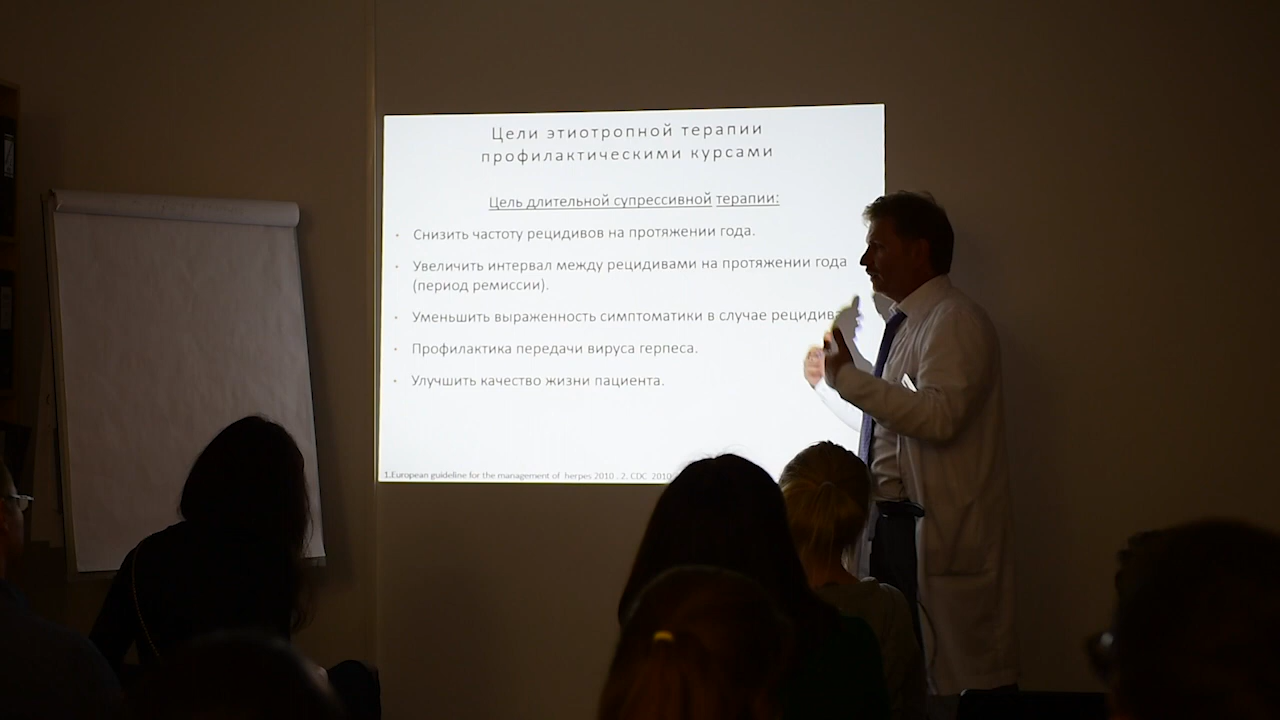 Цели этиотропной терапии
профилактическими курсами
Цель длительной супрессивной терапии:
Снизить частоту рецидивов на протяжении года.
Увеличить интервал между рецидивами на протяжении года
(период ремиссии).
Уменьшить выраженность симптоматики в случае
Профилактика передачи вируса герпеса.
Улучшить качество жизни пациента.
1.European guideline for the management of herpes 2010 . 2. CDC 2010